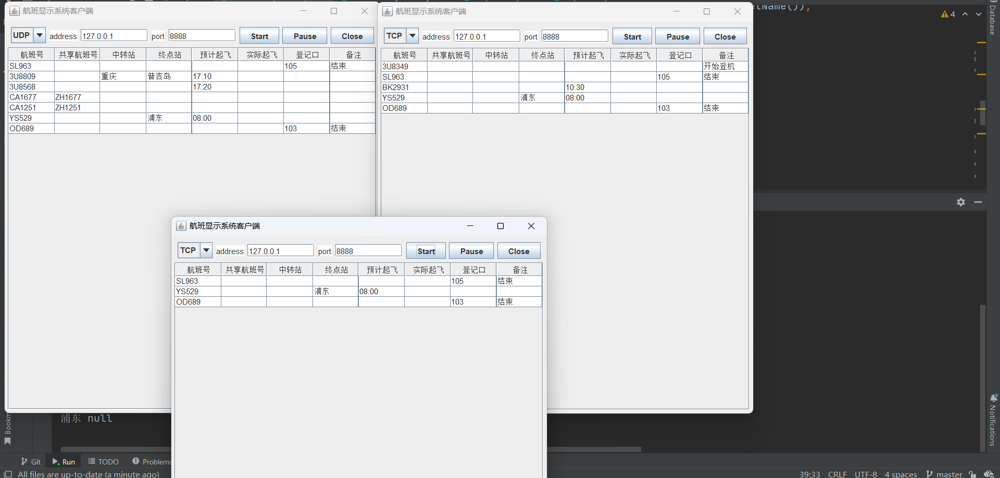 航班显示系统客户端
UDP address 127.0.0.1 port 8888 Start Pause Close
航班号 共享航班号 中转站 终点站 预计起飞 实际起飞 登记口 备注
SL963 105 结束
3U8809 重庆 普吉岛 17:10
3U8568 17:20
CA1677 ZH1677
CA1251 ZH1251
YS529 浦东 08:00
OD689 103 结束
航班显示系统客户端
TCP address 127.0.0.1 port 8888 Start Pause Close
航班号 共享航班号 中转站 终点站 预计起飞 实际起飞 登记口 备注
3U8349 开始登机
SL963 105 结束
BK2931 10:30
YS529 浦东 08:00
OD689 103 结束
航班显示系统客户端
TCP address 127.0.0.1 port 8888 Start Pause Close
航班号 共享航班号 中转站 终点站 预计起飞 实际起飞 登记口 备注
SL963 105 结束
YS529 浦东 08:00
OD689 103 结束
4
Database
Notifications
浦东 null
Git Run TODO Problems
All files are up-to-date (a minute ago)
39:33 CRLF UTF-8 4 spaces master